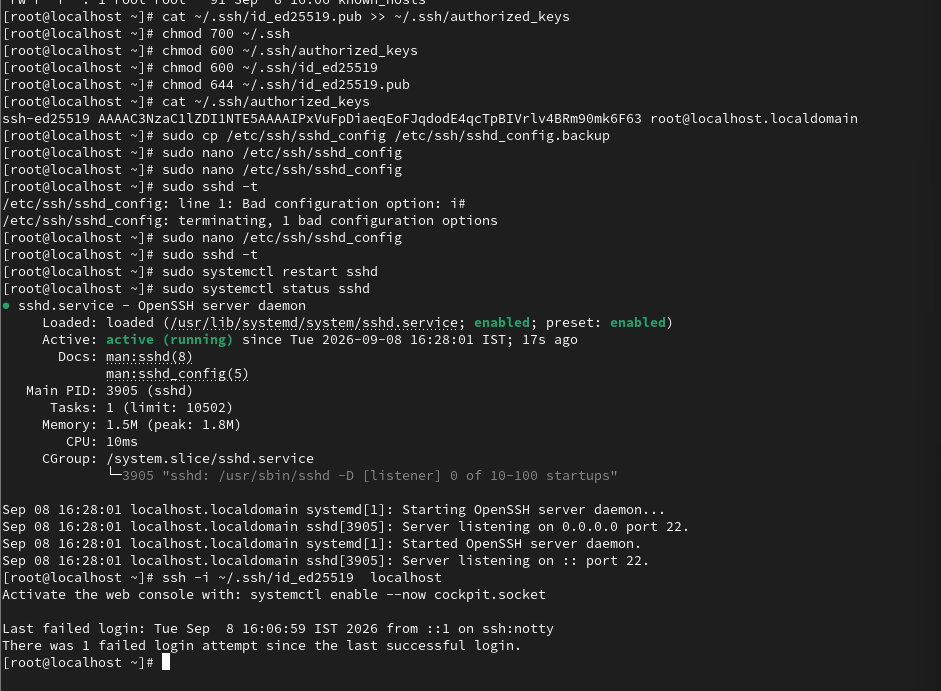 [root@localhost ~]# cat ~/.ssh/id_ed25519.pub >> ~/.ssh/authorized_keys
[root@localhost ~]# chmod 700 ~/.ssh
[root@localhost ~]# chmod 600 ~/.ssh/authorized_keys
[root@localhost ~]# chmod 600 ~/.ssh/id_ed25519
[root@localhost ~]# chmod 644 ~/.ssh/id_ed25519.pub
[root@localhost ~]# cat ~/.ssh/authorized_keys
ssh-ed25519 AAAAC3NzaC1lZDI1NTE5AAAAIPxVuFpDiaeqEoFJqdodE4qcTpBIVrlv4BRm90mk6F63 root@localhost.localdomain
[root@localhost ~]# sudo cp /etc/ssh/sshd_config /etc/ssh/sshd_config.backup
[root@localhost ~]# sudo nano /etc/ssh/sshd_config
[root@localhost ~]# sudo nano /etc/ssh/sshd_config
[root@localhost ~]# sudo sshd -t
/etc/ssh/sshd_config: line 1: Bad configuration option: i#
/etc/ssh/sshd_config: terminating, 1 bad configuration options
[root@localhost ~]# sudo nano /etc/ssh/sshd_config
[root@localhost ~]# sudo sshd -t
[root@localhost ~]# sudo systemctl restart sshd
[root@localhost ~]# sudo systemctl status sshd
● sshd.service - OpenSSH server daemon
     Loaded: loaded (/usr/lib/systemd/system/sshd.service; enabled; preset: enabled)
     Active: active (running) since Tue 2026-09-08 16:28:01 IST; 17s ago
       Docs: man:sshd(8)
             man:sshd_config(5)
   Main PID: 3905 (sshd)
      Tasks: 1 (limit: 10502)
     Memory: 1.5M (peak: 1.8M)
        CPU: 10ms
     CGroup: /system.slice/sshd.service
             └─3905 "sshd: /usr/sbin/sshd -D [listener] 0 of 10-100 startups"
Sep 08 16:28:01 localhost.localdomain systemd[1]: Starting OpenSSH server daemon...
Sep 08 16:28:01 localhost.localdomain sshd[3905]: Server listening on 0.0.0.0 port 22.
Sep 08 16:28:01 localhost.localdomain systemd[1]: Started OpenSSH server daemon.
Sep 08 16:28:01 localhost.localdomain sshd[3905]: Server listening on :: port 22.
[root@localhost ~]# ssh -i ~/.ssh/id_ed25519  localhost
Activate the web console with: systemctl enable --now cockpit.socket
Last failed login: Tue Sep  8 16:06:59 IST 2026 from ::1 on ssh:notty
There was 1 failed login attempt since the last successful login.
[root@localhost ~]#